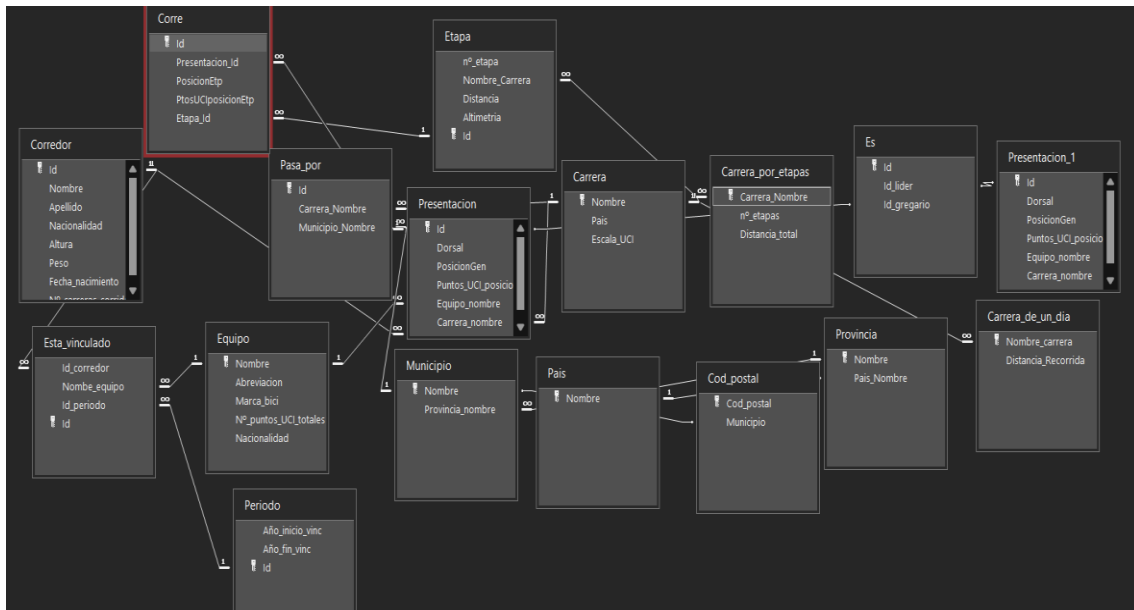 Corre
Id
Presentacion_Id
PosicionEtp
PtosUCIposicionEtp
Etapa_Id
Etapa
nº_etapa
Nombre_Carrera
Distancia
Altimetria
Id
Corredor
Id
Nombre
Apellido
Nacionalidad
Altura
Peso
Fecha_nacimiento
Pasa_por
Id
Carrera_Nombre
Municipio_Nombre
Presentacion
Id
Dorsal
PosicionGen
Puntos_UCI_posicio
Equipo_nombre
Carrera_nombre
Carrera
Nombre
Pais
Escala_UCI
Carrera_por_etapas
Carrera_Nombre
nº_etapas
Distancia_total
Es
Id
Id_lider
Id_gregario
Presentacion_1
Id
Dorsal
PosicionGen
Puntos_UCI_posicio
Equipo_nombre
Carrera_nombre
Esta_vinculado
Id_corredor
Nombe_equipo
Id_periodo
Id
Equipo
Nombre
Abreviacion
Marca_bici
Nº_puntos_UCI_totales
Nacionalidad
Municipio
Nombre
Provincia_nombre
Pais
Nombre
Cod_postal
Cod_postal
Municipio
Provincia
Nombre
Pais_Nombre
Carrera_de_un_dia
Nombre_carrera
Distancia_Recorrida
Periodo
Año_inicio_vinc
Año_fin_vinc
Id